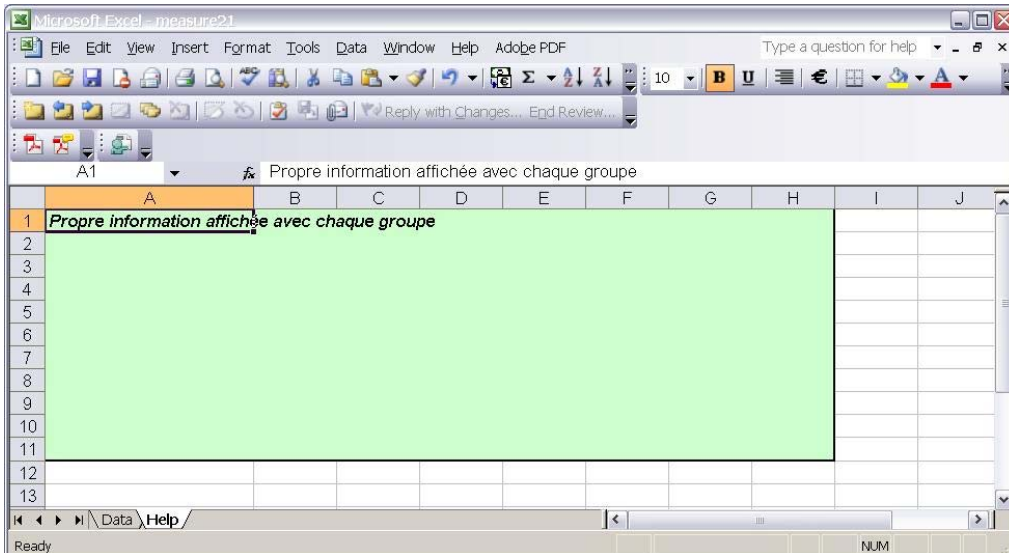 Microsoft Excel - measure21
File Edit View Insert Format Tools Data Window Help Adobe PDF Type a question for help
10 B U € A
Reply with Changes... End Review...
A1 fx Propre information affichée avec chaque groupe
A B C D E F G H I J
1 Propre information affichée avec chaque groupe
2
3
4
5
6
7
8
9
10
11
12
13
Data Help
Ready NUM